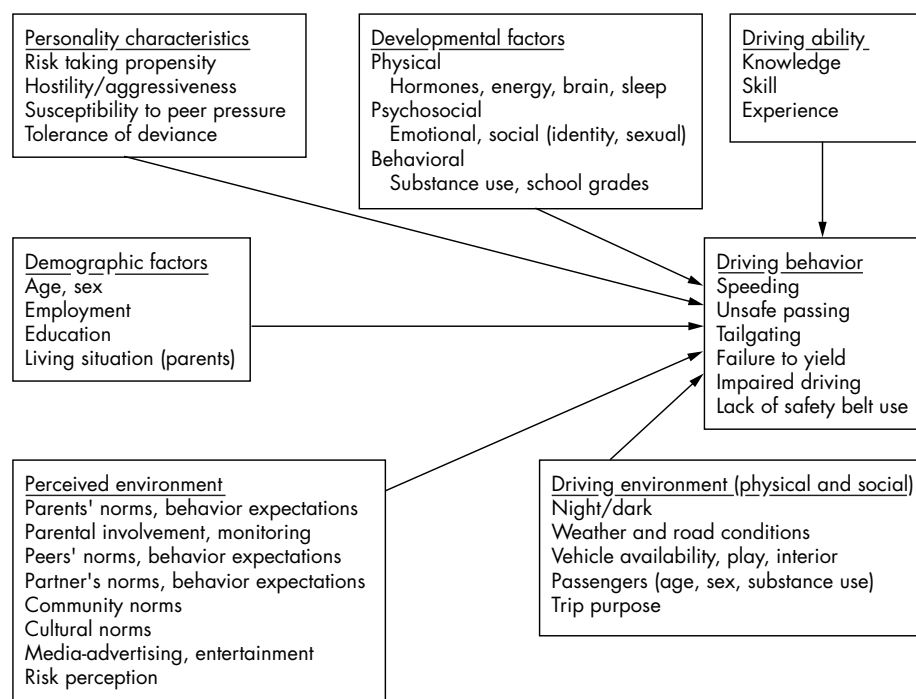 Personality characteristics
Risk taking propensity
Hostility/aggressiveness
Susceptibility to peer pressure
Tolerance of deviance
Developmental factors
Physical
Hormones, energy, brain, sleep
Psychosocial
Emotional, social (identity, sexual)
Behavioral
Substance use, school grades
Driving ability
Knowledge
Skill
Experience
Demographic factors
Age, sex
Employment
Education
Living situation (parents)
Driving behavior
Speeding
Unsafe passing
Tailgating
Failure to yield
Impaired driving
Lack of safety belt use
Perceived environment
Parents' norms, behavior expectations
Parental involvement, monitoring
Peers' norms, behavior expectations
Partner's norms, behavior expectations
Community norms
Cultural norms
Media-advertising, entertainment
Risk perception
Driving environment (physical and social)
Night/dark
Weather and road conditions
Vehicle availability, play, interior
Passengers (age, sex, substance use)
Trip purpose